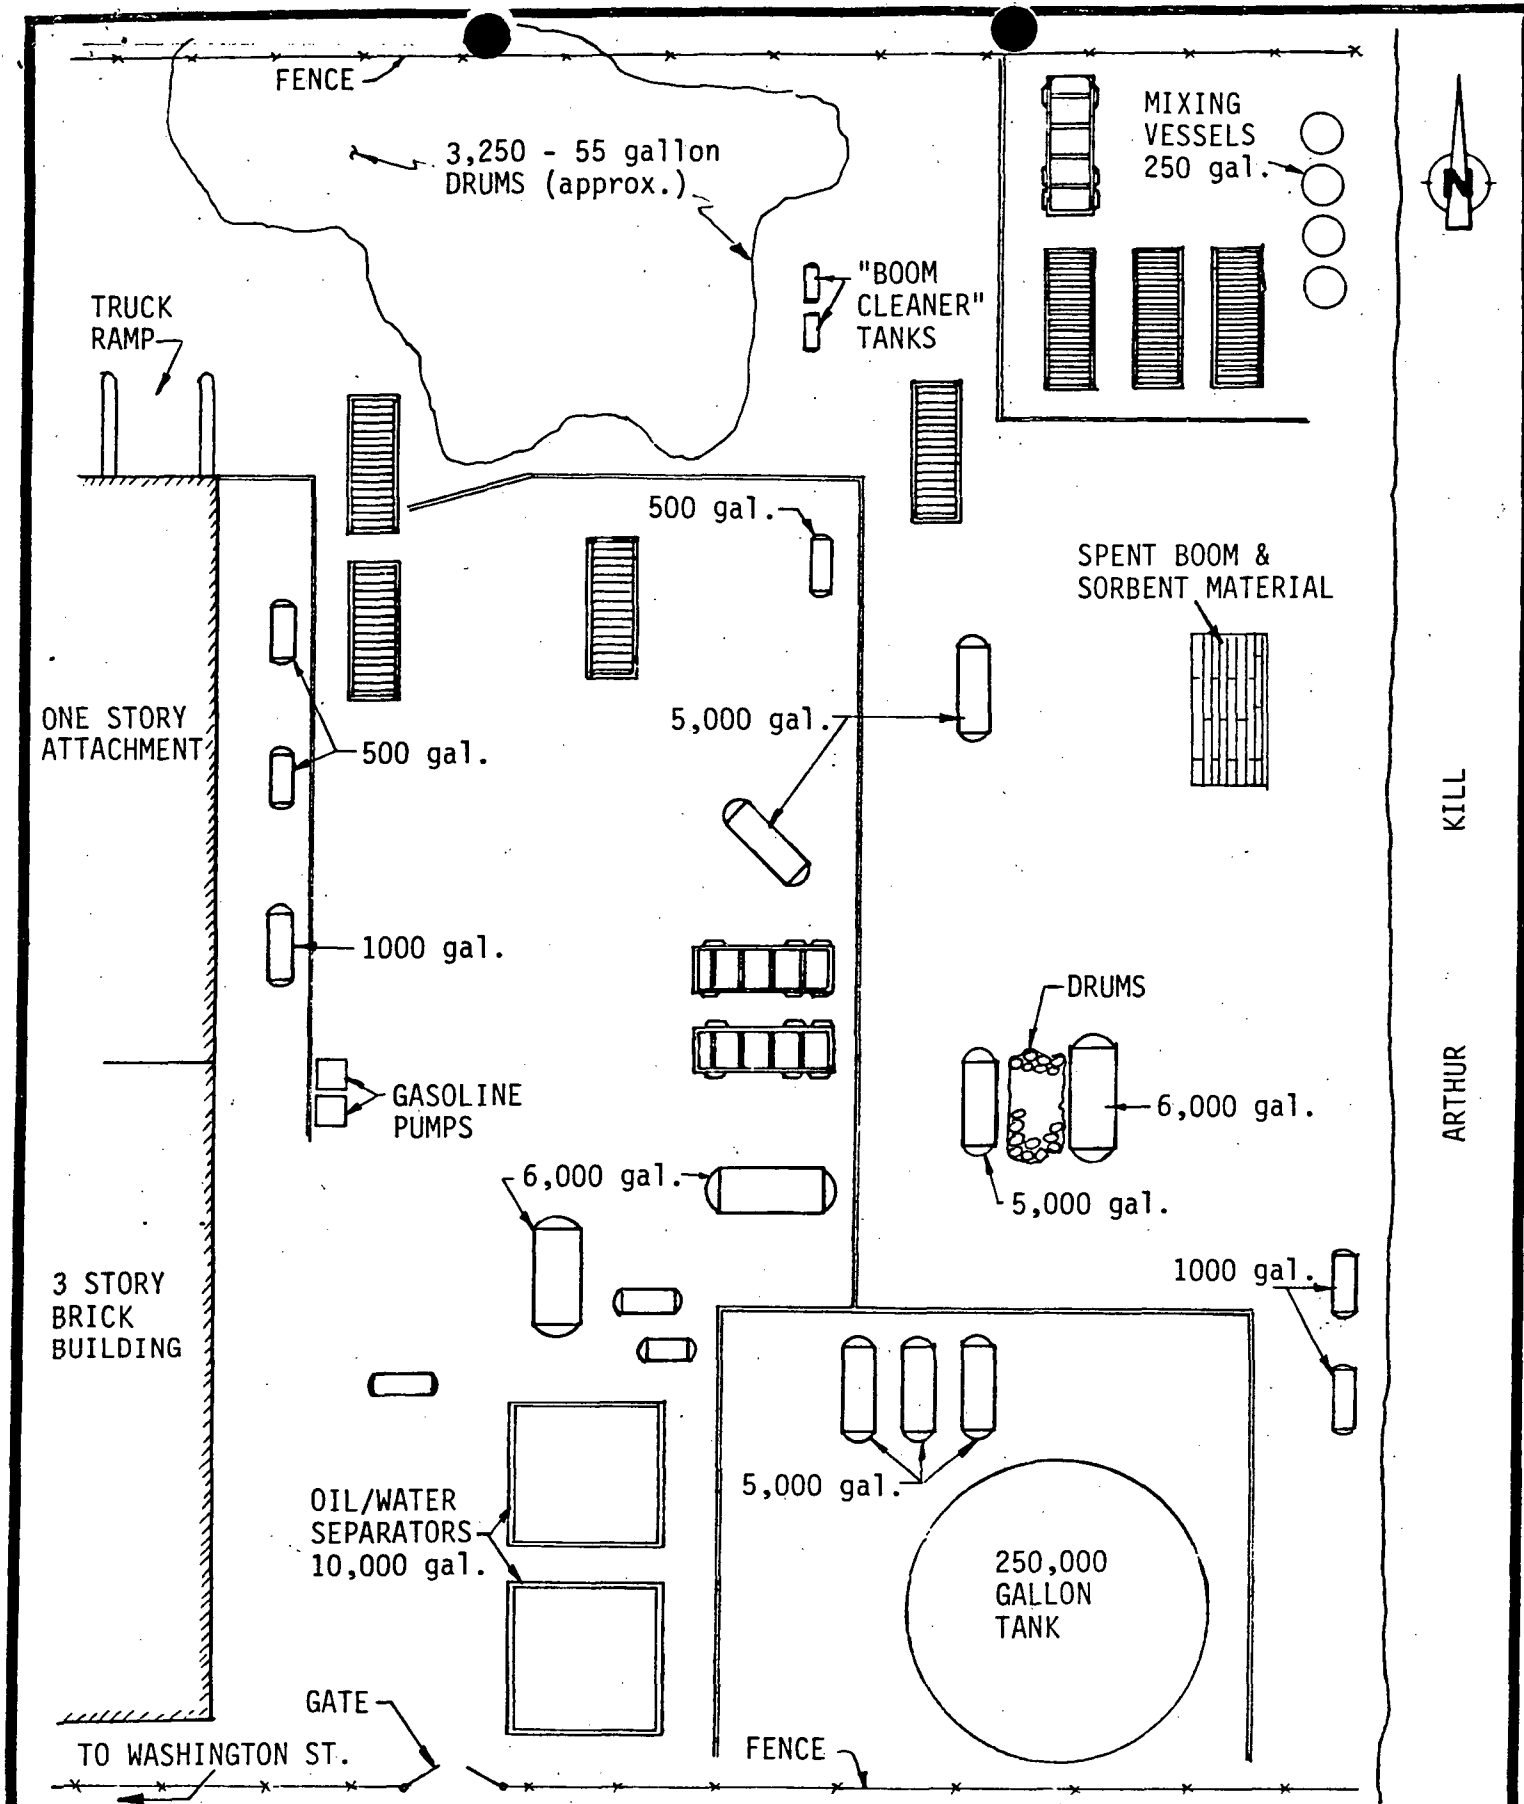 FENCE
3,250 - 55 gallon
DRUMS (approx.)
MIXING
VESSELS
250 gal.
N
"BOOM
CLEANER"
TANKS
TRUCK
RAMP
500 gal.
SPENT BOOM &
SORBENT MATERIAL
ONE STORY
ATTACHMENT
5,000 gal.
500 gal.
KILL
1000 gal.
DRUMS
GASOLINE
PUMPS
6,000 gal.
ARTHUR
6,000 gal.
5,000 gal.
3 STORY
BRICK
BUILDING
1000 gal.
5,000 gal.
OIL/WATER
SEPARATORS
10,000 gal.
250,000
GALLON
TANK
GATE
TO WASHINGTON ST.
FENCE